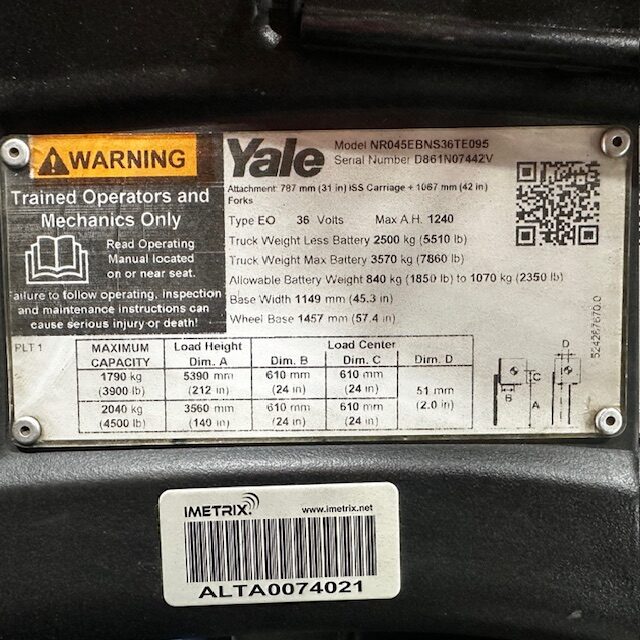 WARNING
Trained Operators and
Mechanics Only
Read Operating
Manual located
on or near seat.
ailure to follow operating, inspection
and maintenance instructions can
cause serious injury or death!
Yale
Model NR045EBNS36TE095
Serial Number D861N07442V
Attachment: 787 mm (31 in) ISS Carriage + 1067 mm (42 in)
Forks
Type EO 36 Volts Max A.H. 1240
Truck Weight Less Battery 2500 kg (5510 lb)
Truck Weight Max Battery 3570 kg (7860 lb)
Allowable Battery Weight 840 kg (1850 lb) to 1070 kg (2350 lb)
Base Width 1149 mm (45.3 in)
Wheel Base 1457 mm (57.4 in)
524267670.0
PLT 1
MAXIMUM CAPACITY Load Height Dim. A Load Center Dim. B Dim. C Dim. D
1790 kg 5390 mm 610 mm 610 mm
(3900 lb) (212 in) (24 in) (24 in)
51 mm
(2.0 in)
2040 kg 3560 mm 610 mm 610 mm
(4500 lb) (140 in) (24 in) (24 in)
D
C
B
A
IMETRIX. www.imetrix.net
ALTA0074021